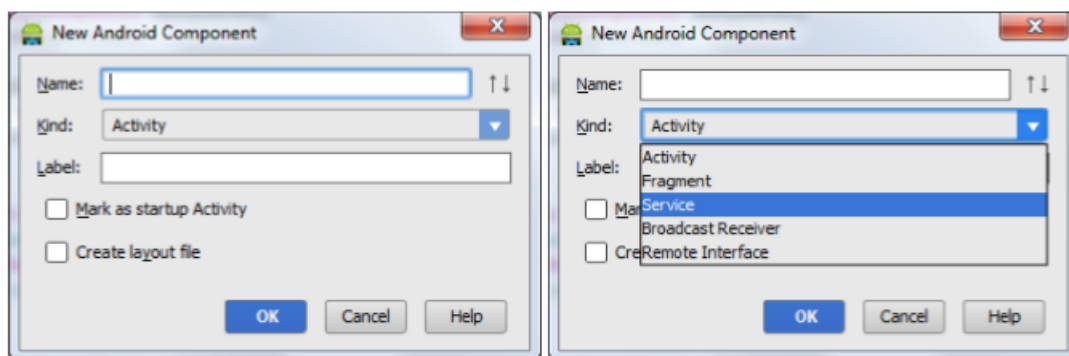 New Android Component
Name:
Kind: Activity
Label:
Mark as startup Activity
Create layout file
OK Cancel Help
New Android Component
Name:
Kind: Activity
Label:
Activity
Fragment
Service
Mar
Broadcast Receiver
Cre
Remote Interface
OK Cancel Help